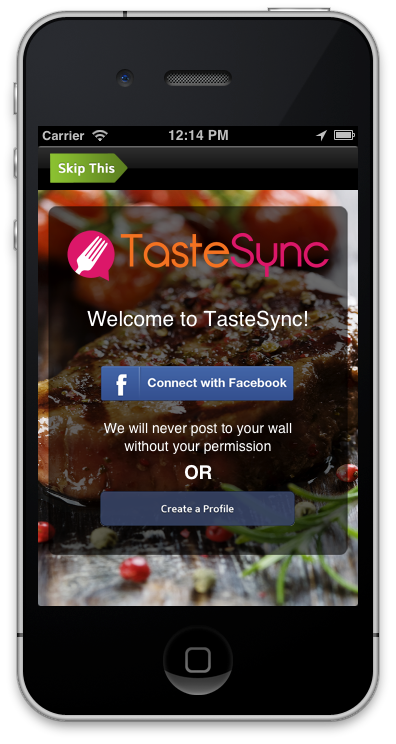 Carrier 12:14 PM
Skip This
TasteSync
Welcome to TasteSync!
f Connect with Facebook
We will never post to your wall
without your permission
OR
Create a Profile